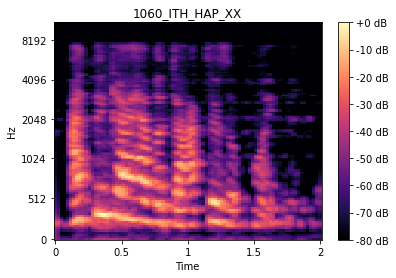 1060_ITH_HAP_XX
8192
4096
2048
1024
512
0
Hz
0
0.5
1
1.5
2
Time
+0 dB
-10 dB
-20 dB
-30 dB
-40 dB
-50 dB
-60 dB
-70 dB
-80 dB